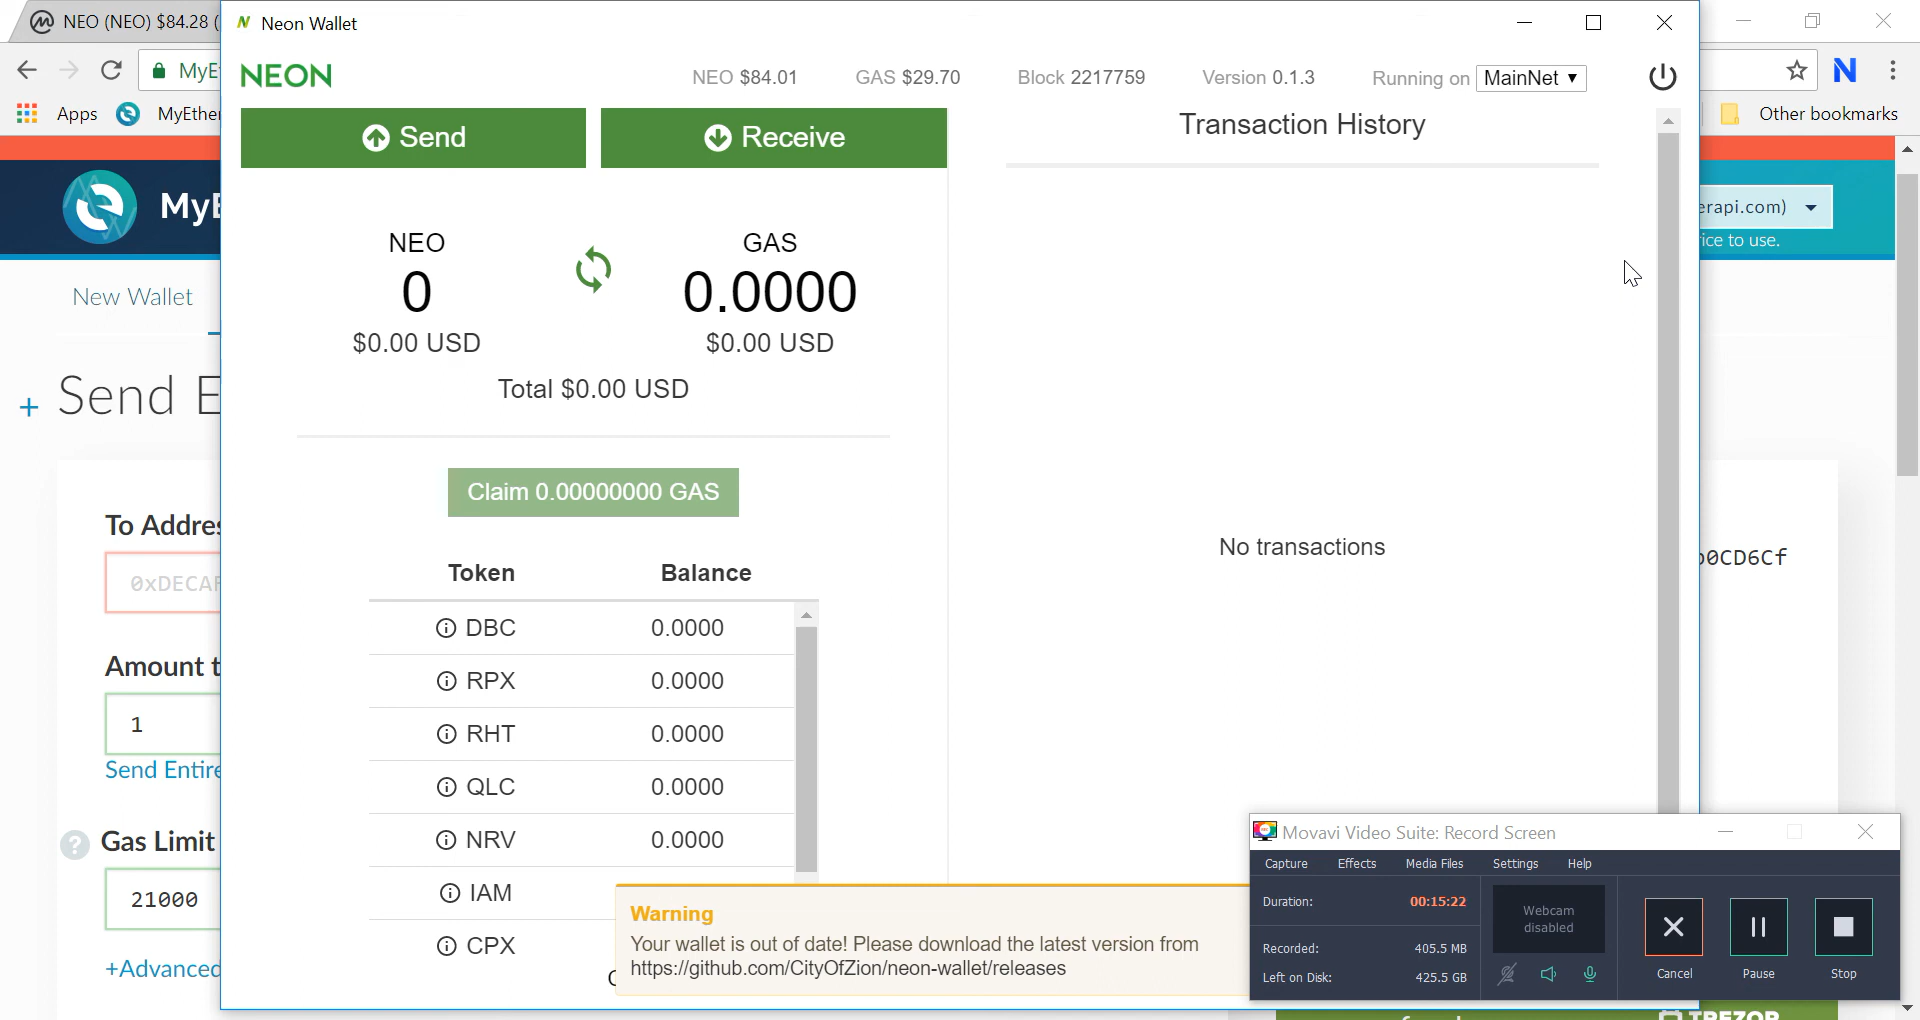 NEO (NEO) $84.28 (
Neon Wallet
MyE
Apps
MyEther
Other bookmarks
NEON
NEO $84.01
GAS $29.70
Block 2217759
Version 0.1.3
Running on MainNet
Send
Receive
Transaction History
MyE
erapi.com)
ice to use.
New Wallet
NEO
0
$0.00 USD
GAS
0.0000
$0.00 USD
Total $0.00 USD
Send E
Claim 0.00000000 GAS
No transactions
To Addres
0xDECAF
0CD6Cf
Amount t
1
Send Entire
Gas Limit
21000
+Advanced
Token Balance
DBC 0.0000
RPX 0.0000
RHT 0.0000
QLC 0.0000
NRV 0.0000
IAM
CPX
Warning
Your wallet is out of date! Please download the latest version from
https://github.com/CityOfZion/neon-wallet/releases
Movavi Video Suite: Record Screen
Capture Effects Media Files Settings Help
Duration: 00:15:22
Recorded: 405.5 MB
Left on Disk: 425.5 GB
Webcam
disabled
Cancel
Pause
Stop
TREZOR